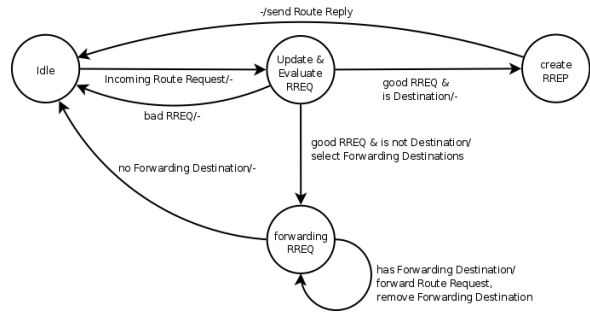 -/send Route Reply
Idle
Incoming Route Request/-
Update &
Evaluate
RREQ
good RREQ &
is Destination/-
create
RREP
bad RREQ/-
good RREQ & is not Destination/
select Forwarding Destinations
no Forwarding Destination/-
forwarding
RREQ
has Forwarding Destination/
forward Route Request,
remove Forwarding Destination